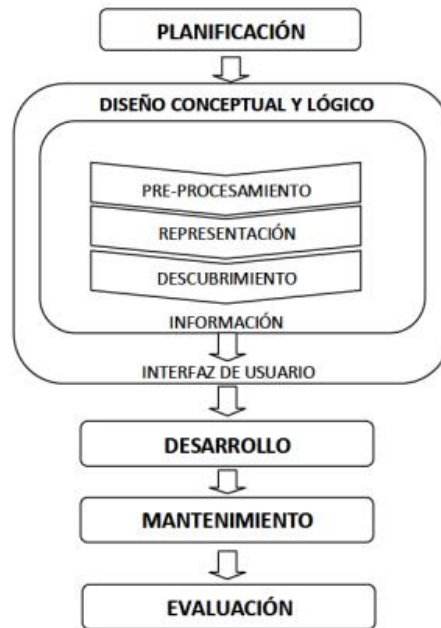 PLANIFICACIÓN
DISEÑO CONCEPTUAL Y LÓGICO
PRE-PROCESAMIENTO
REPRESENTACIÓN
DESCUBRIMIENTO
INFORMACIÓN
INTERFAZ DE USUARIO
DESARROLLO
MANTENIMIENTO
EVALUACIÓN